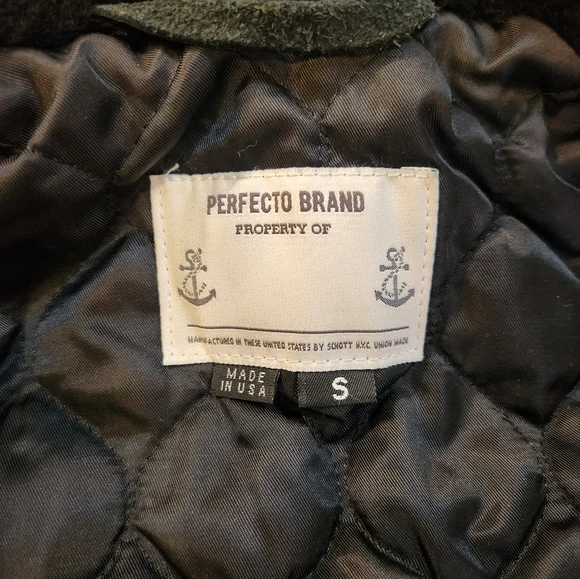 PERFECTO BRAND
PROPERTY OF
MANUFACTURED IN THESE UNITED STATES BY SCHOTT N.Y.C. UNION MADE
MADE
IN USA
S